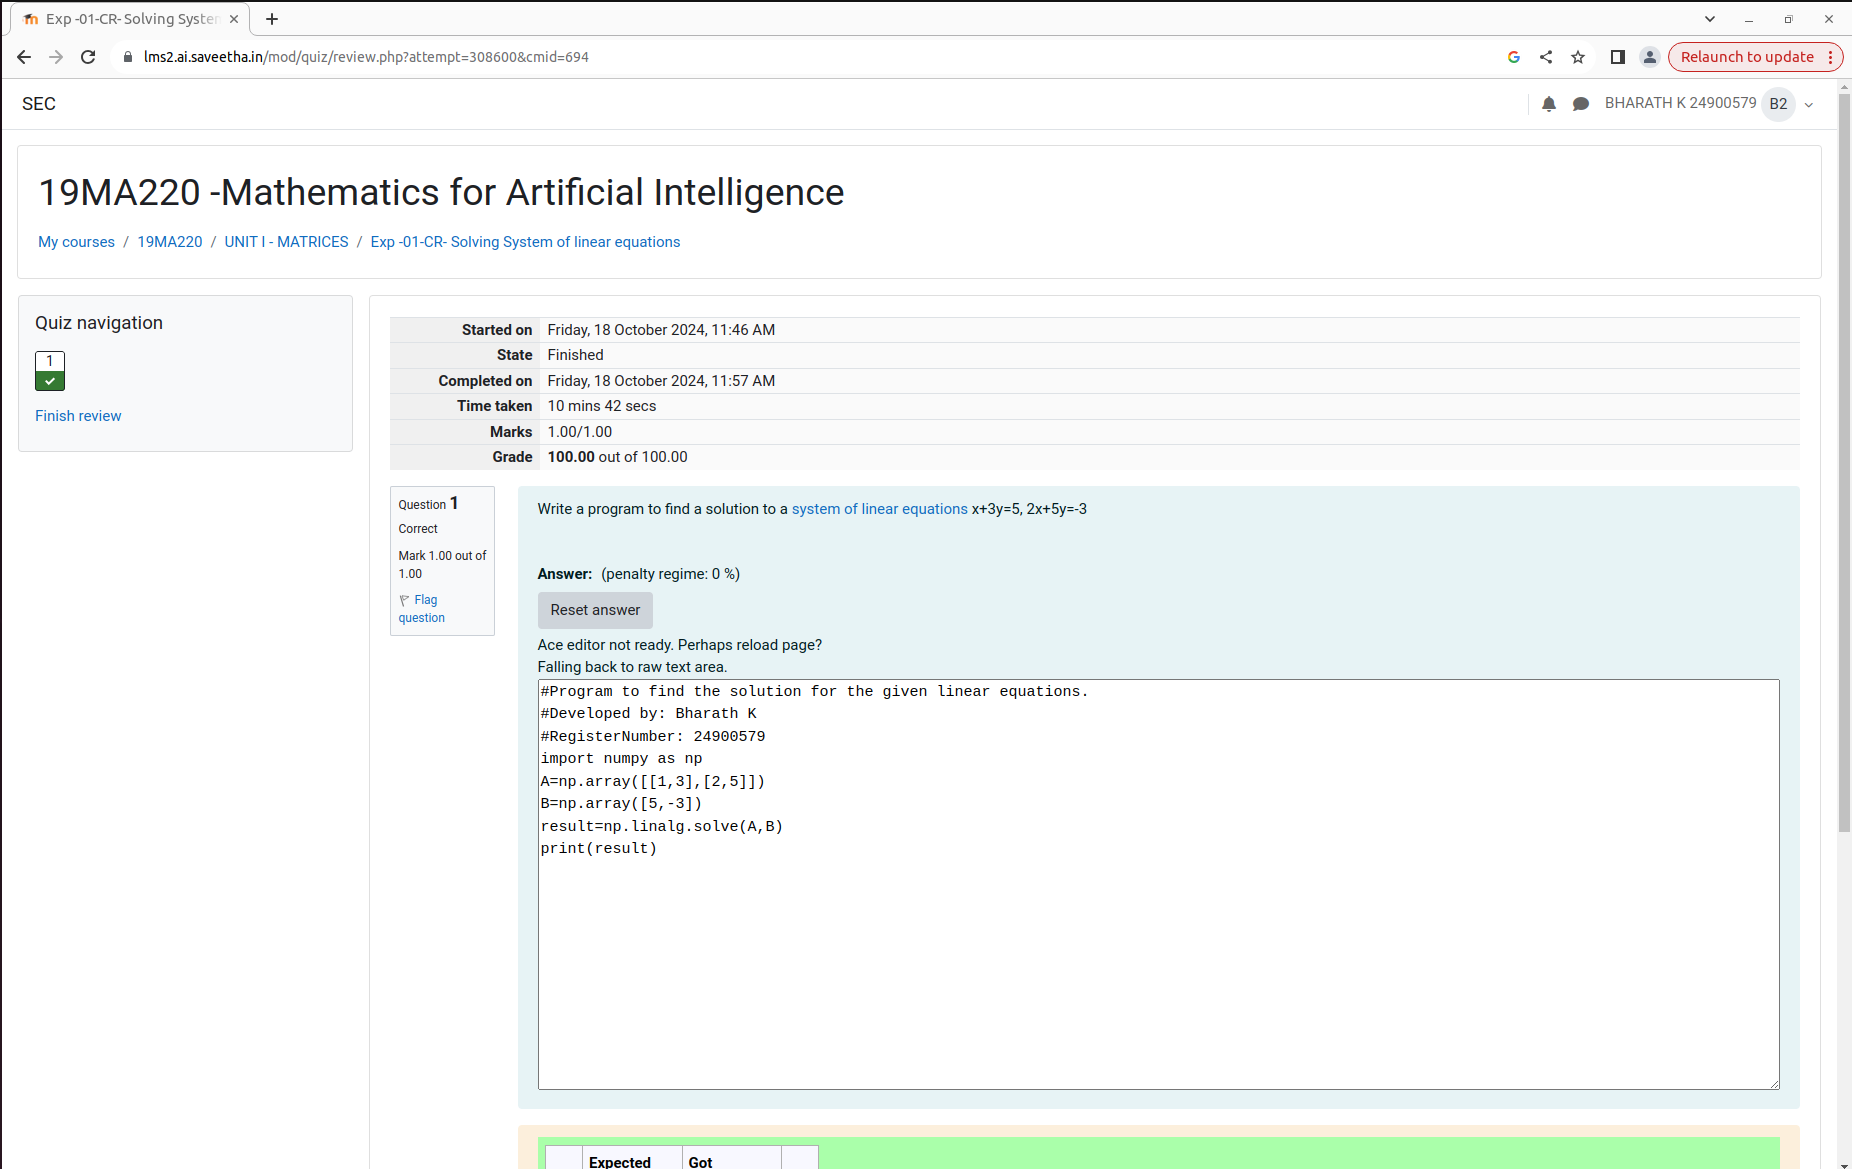 Exp -01-CR- Solving System
lms2.ai.saveetha.in/mod/quiz/review.php?attempt=308600&cmid=694
Relaunch to update
SEC
BHARATH K 24900579 B2
19MA220 -Mathematics for Artificial Intelligence
My courses / 19MA220 / UNIT I - MATRICES / Exp -01-CR- Solving System of linear equations
Quiz navigation
1
Finish review
Started on Friday, 18 October 2024, 11:46 AM
State Finished
Completed on Friday, 18 October 2024, 11:57 AM
Time taken 10 mins 42 secs
Marks 1.00/1.00
Grade 100.00 out of 100.00
Question 1
Correct
Mark 1.00 out of
1.00
Flag
question
Write a program to find a solution to a system of linear equations x+3y=5, 2x+5y=-3
Answer: (penalty regime: 0 %)
Reset answer
Ace editor not ready. Perhaps reload page?
Falling back to raw text area.
#Program to find the solution for the given linear equations.
#Developed by: Bharath K
#RegisterNumber: 24900579
import numpy as np
A=np.array([[1,3],[2,5]])
B=np.array([5,-3])
result=np.linalg.solve(A,B)
print(result)
Expected Got